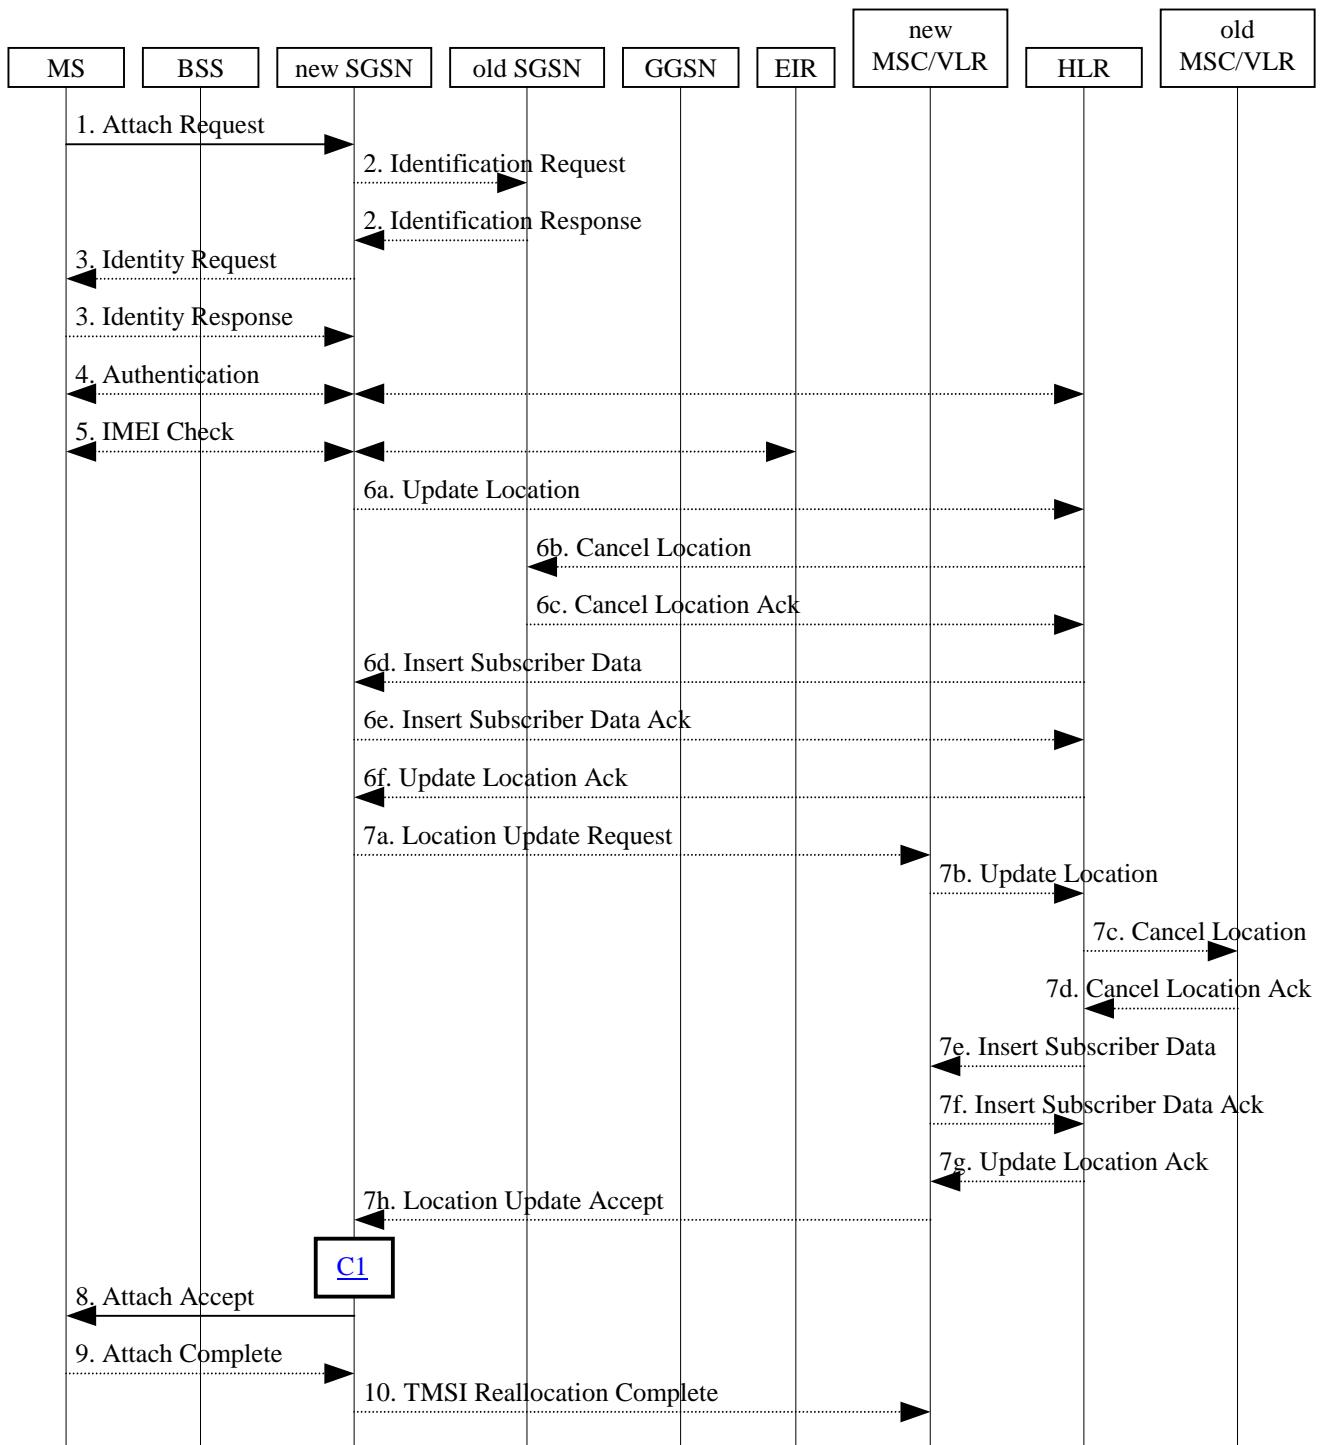 new
MSC/VLR
old
MSC/VLR
MS
BSS
new SGSN
old SGSN
GGSN
EIR
HLR
1. Attach Request
2. Identification Request
2. Identification Response
3. Identity Request
3. Identity Response
4. Authentication
5. IMEI Check
6a. Update Location
6b. Cancel Location
6c. Cancel Location Ack
6d. Insert Subscriber Data
6e. Insert Subscriber Data Ack
6f. Update Location Ack
7a. Location Update Request
7b. Update Location
7c. Cancel Location
7d. Cancel Location Ack
7e. Insert Subscriber Data
7f. Insert Subscriber Data Ack
7g. Update Location Ack
7h. Location Update Accept
C1
8. Attach Accept
9. Attach Complete
10. TMSI Reallocation Complete